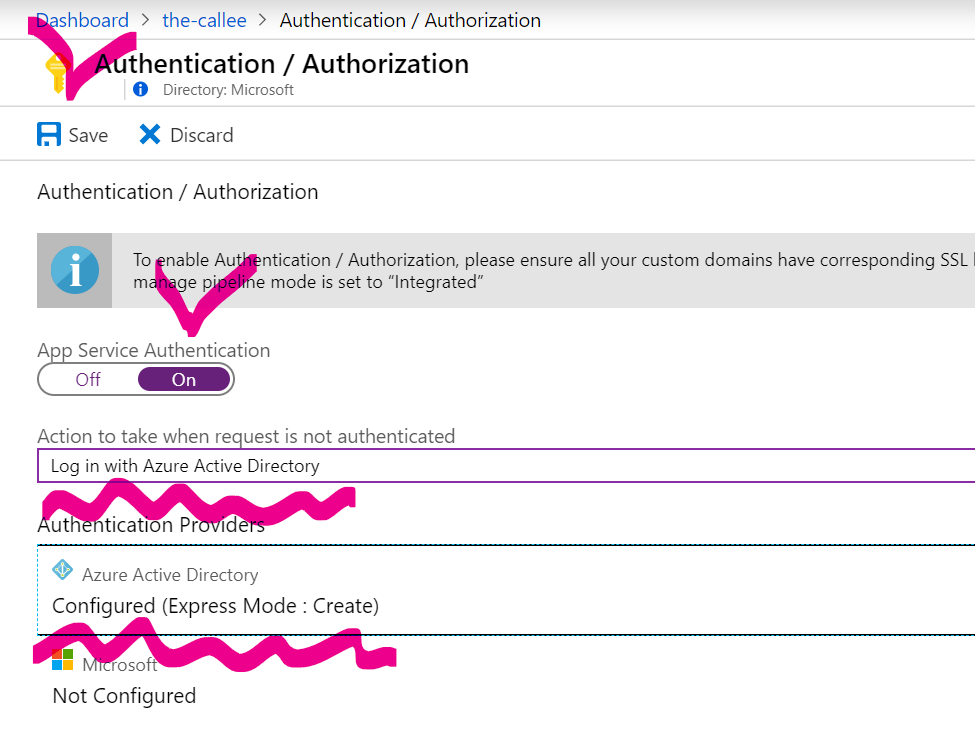 Dashboard > the-callee > Authentication / Authorization
Authentication / Authorization
Directory: Microsoft
Save Discard
Authentication / Authorization
To enable Authentication / Authorization, please ensure all your custom domains have corresponding SSL
manage pipeline mode is set to “Integrated”
App Service Authentication
Off On
Action to take when request is not authenticated
Log in with Azure Active Directory
Authentication Providers
Azure Active Directory
Configured (Express Mode : Create)
Microsoft
Not Configured